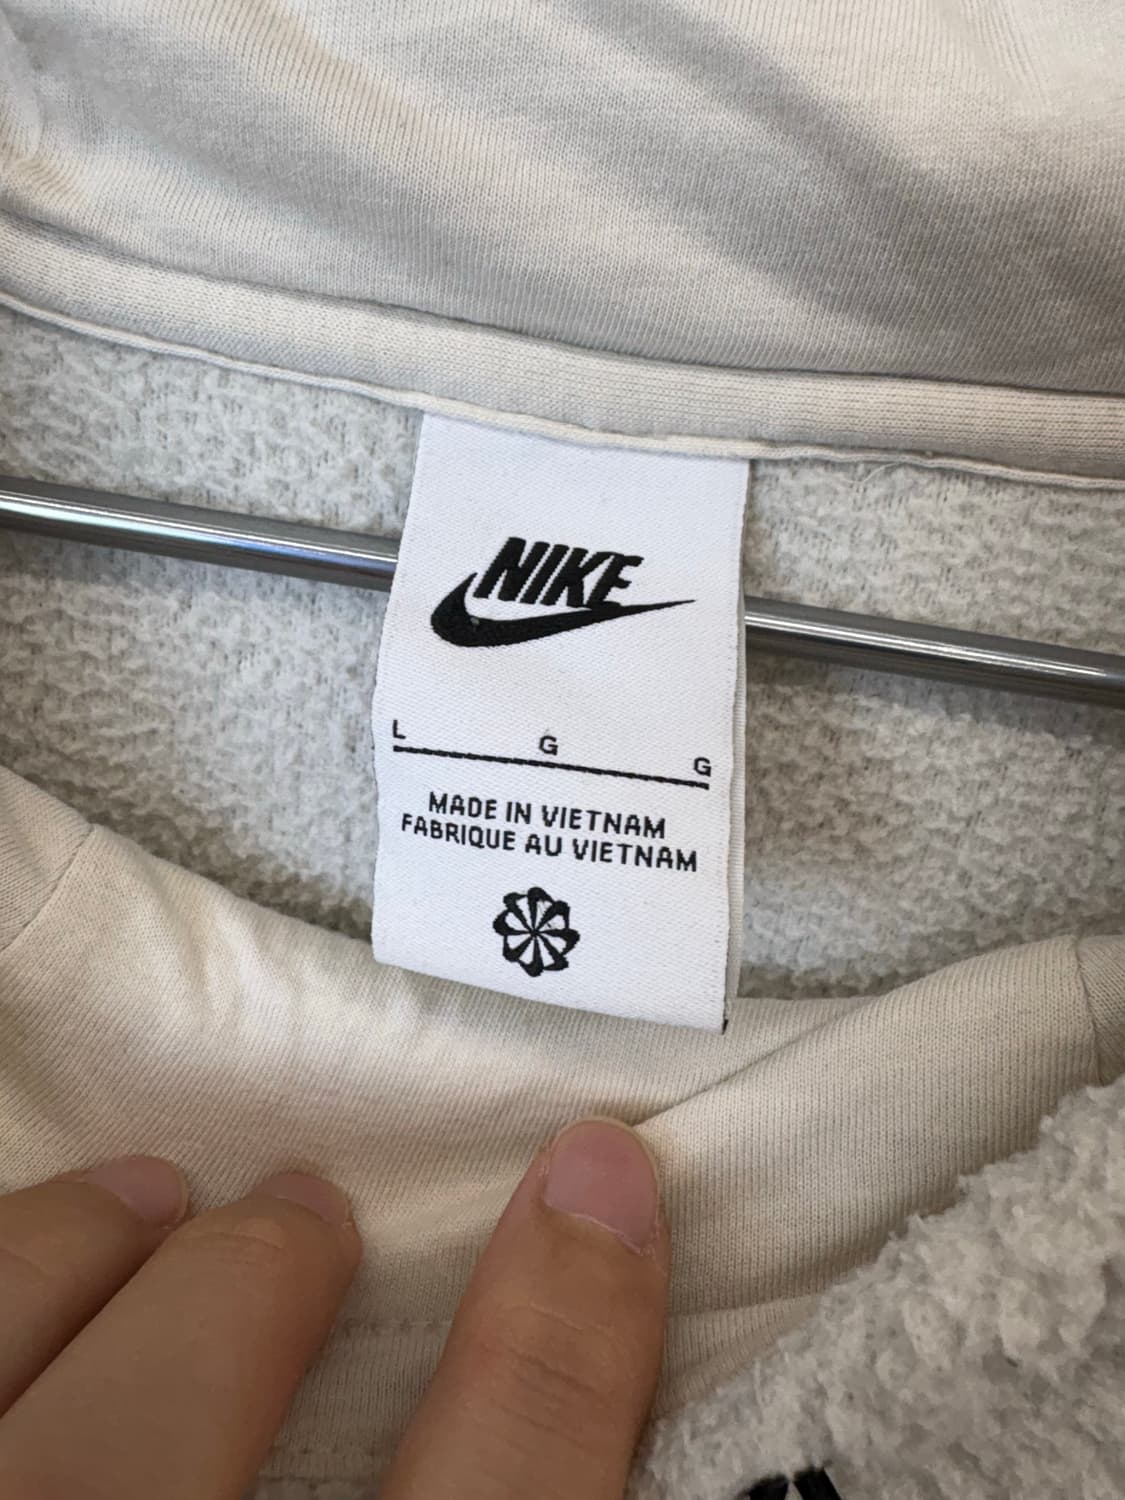 NIKE
L G G
MADE IN VIETNAM
FABRIQUE AU VIETNAM